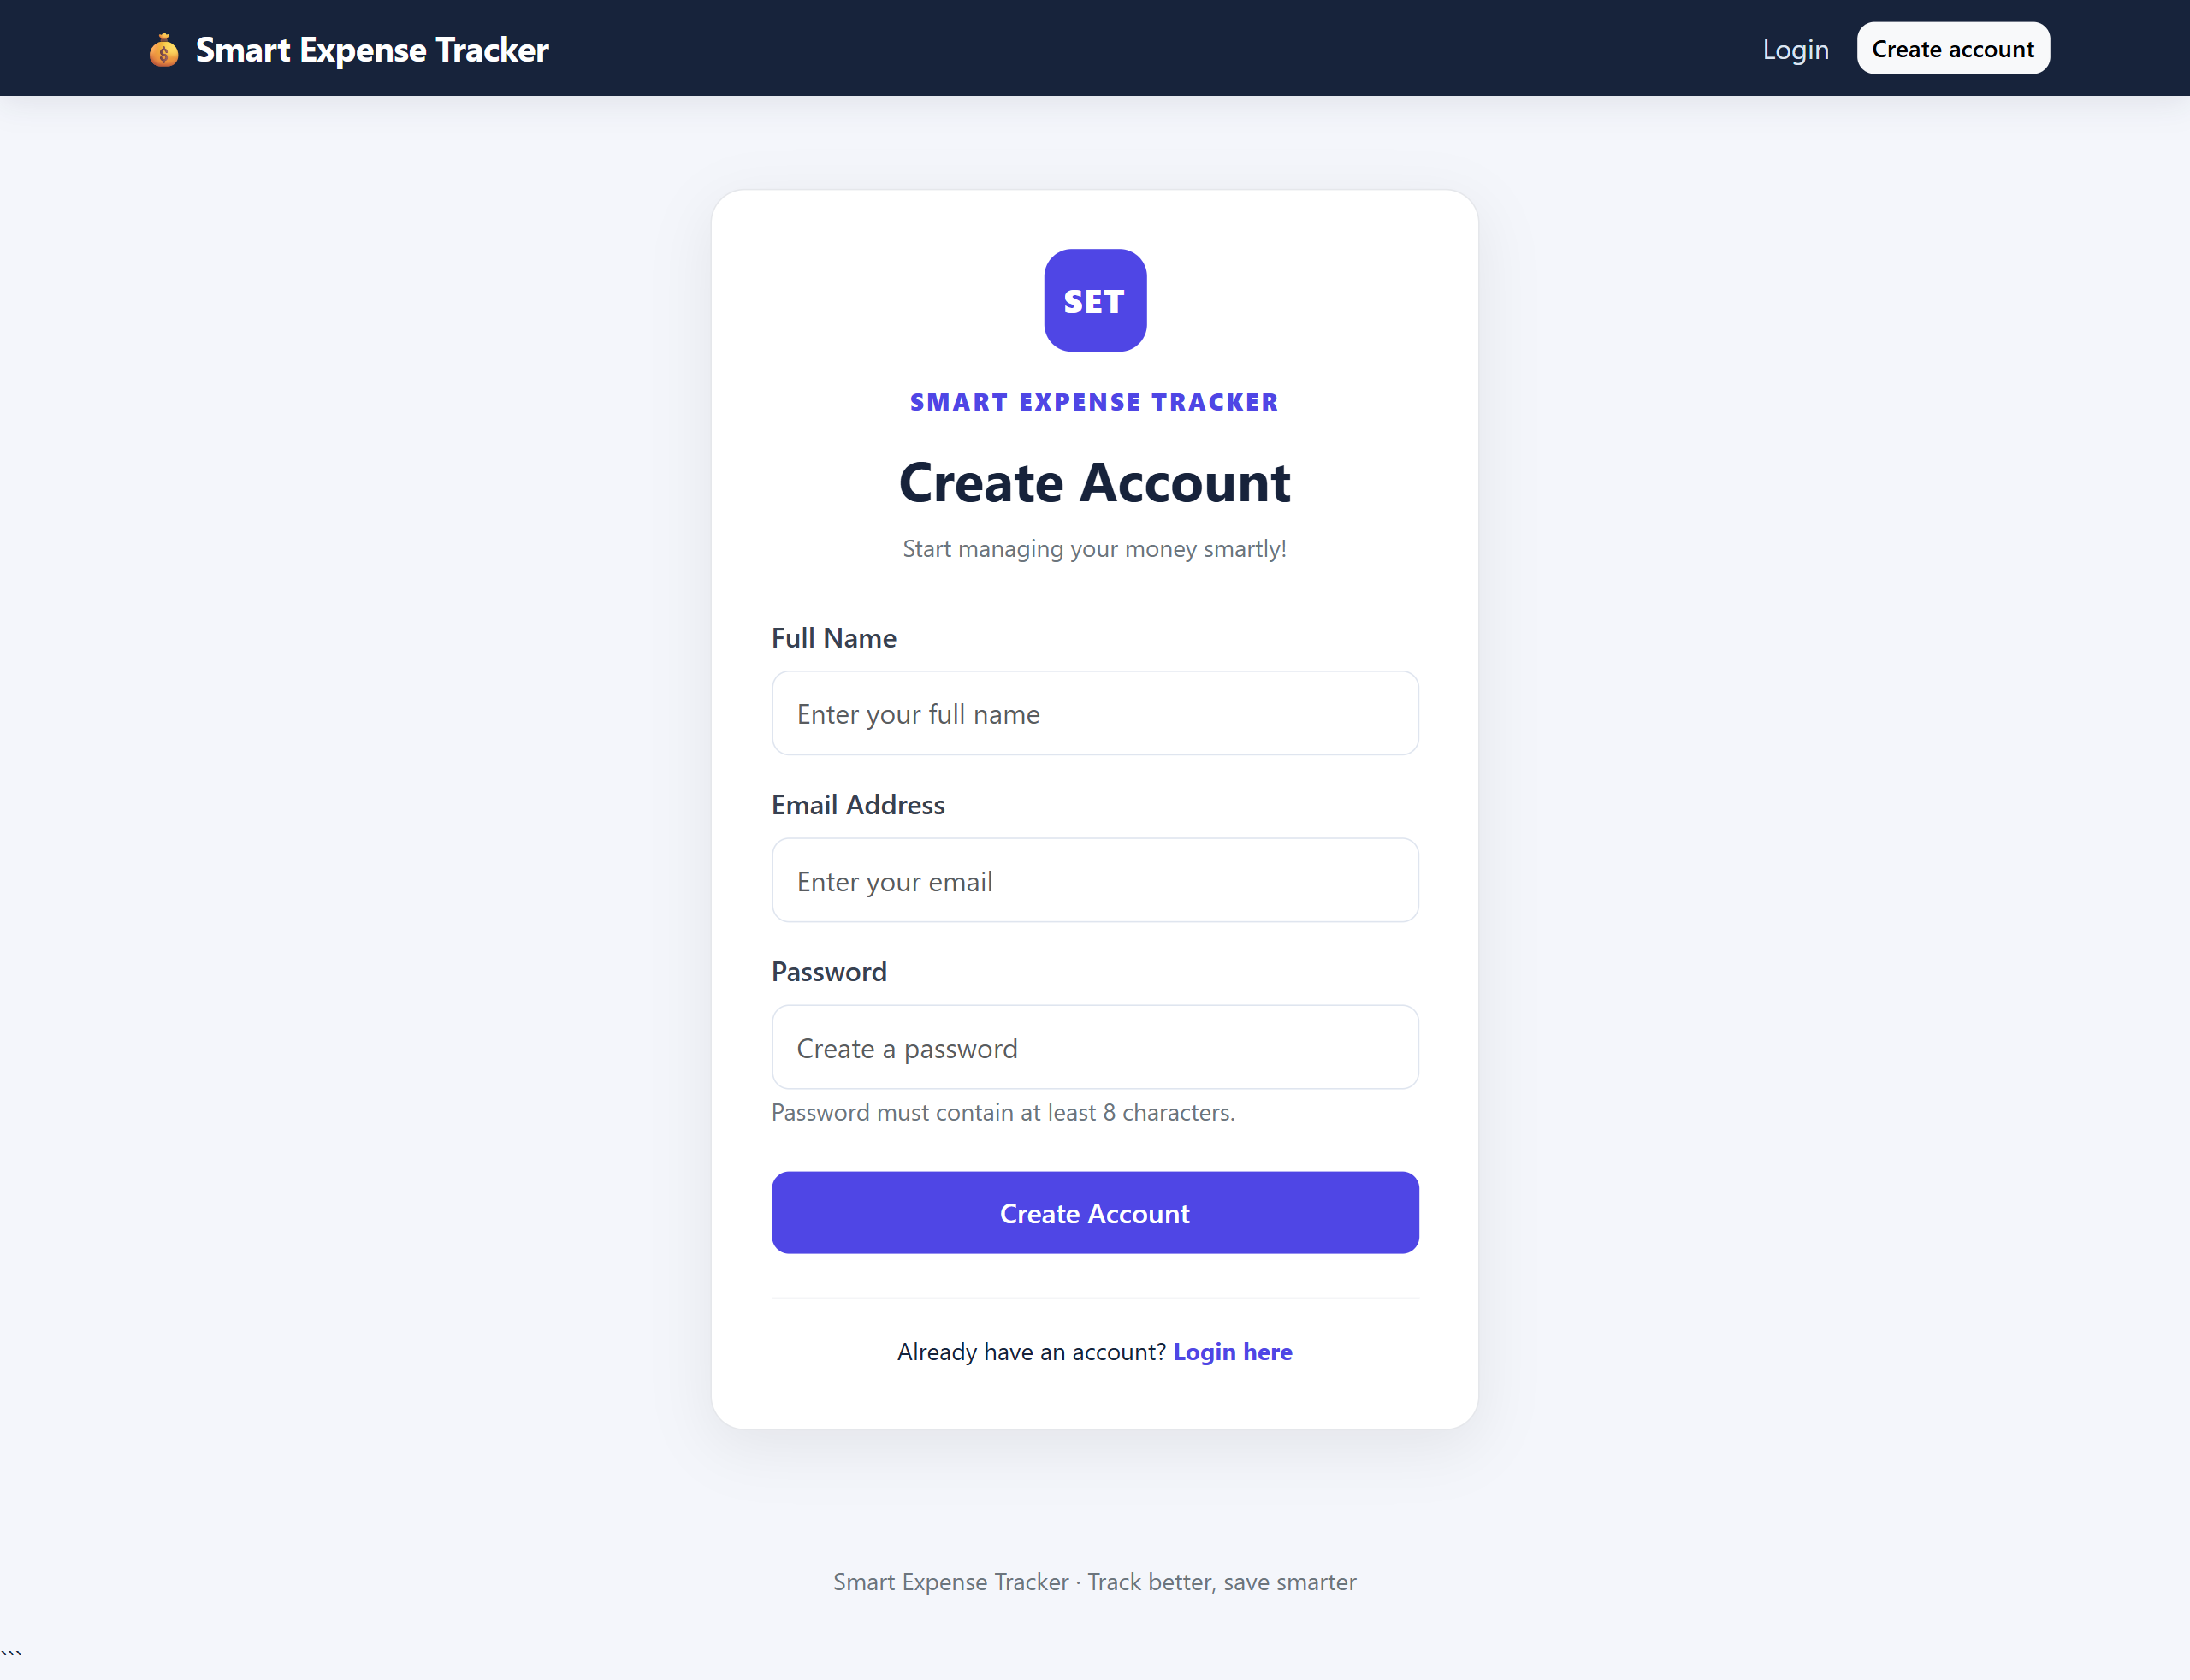 💰 Smart Expense Tracker
Login
Create account
SET
SMART EXPENSE TRACKER
Create Account
Start managing your money smartly!
Full Name
Enter your full name
Email Address
Enter your email
Password
Create a password
Password must contain at least 8 characters.
Create Account
Already have an account? Login here
Smart Expense Tracker · Track better, save smarter
```